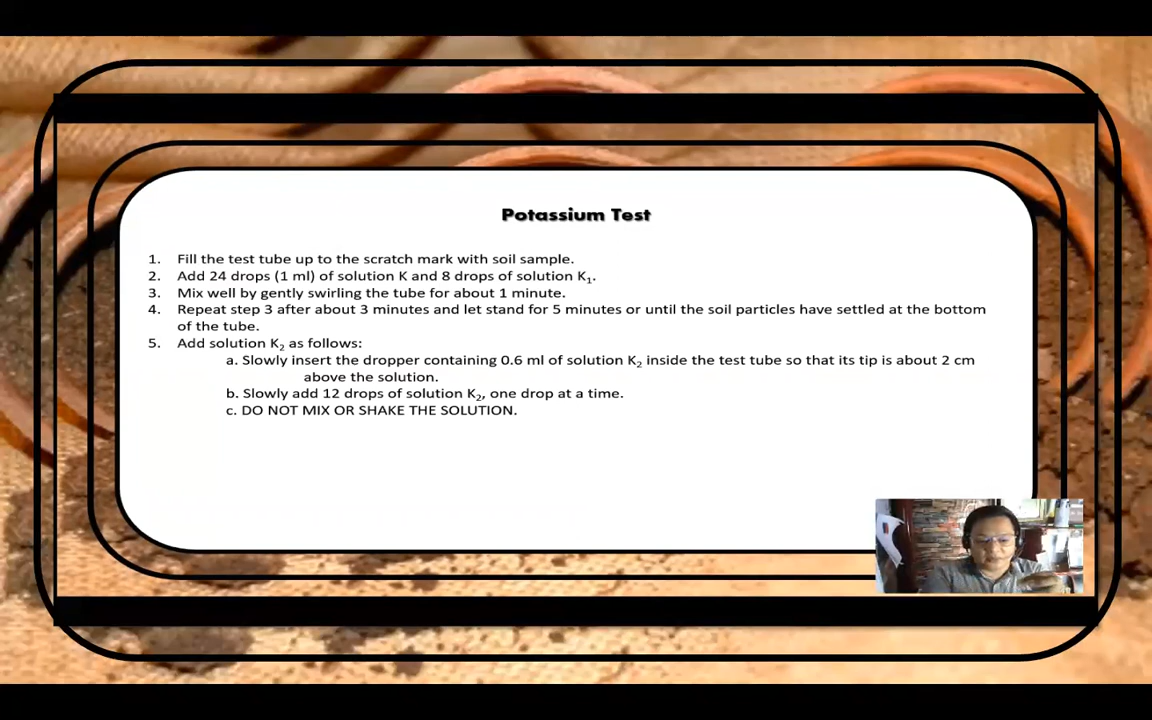 Potassium Test
1. Fill the test tube up to the scratch mark with soil sample.
2. Add 24 drops (1 ml) of solution K and 8 drops of solution K₁.
3. Mix well by gently swirling the tube for about 1 minute.
4. Repeat step 3 after about 3 minutes and let stand for 5 minutes or until the soil particles have settled at the bottom
of the tube.
5. Add solution K₂ as follows:
a. Slowly insert the dropper containing 0.6 ml of solution K₂ inside the test tube so that its tip is about 2 cm
above the solution.
b. Slowly add 12 drops of solution K₂, one drop at a time.
c. DO NOT MIX OR SHAKE THE SOLUTION.